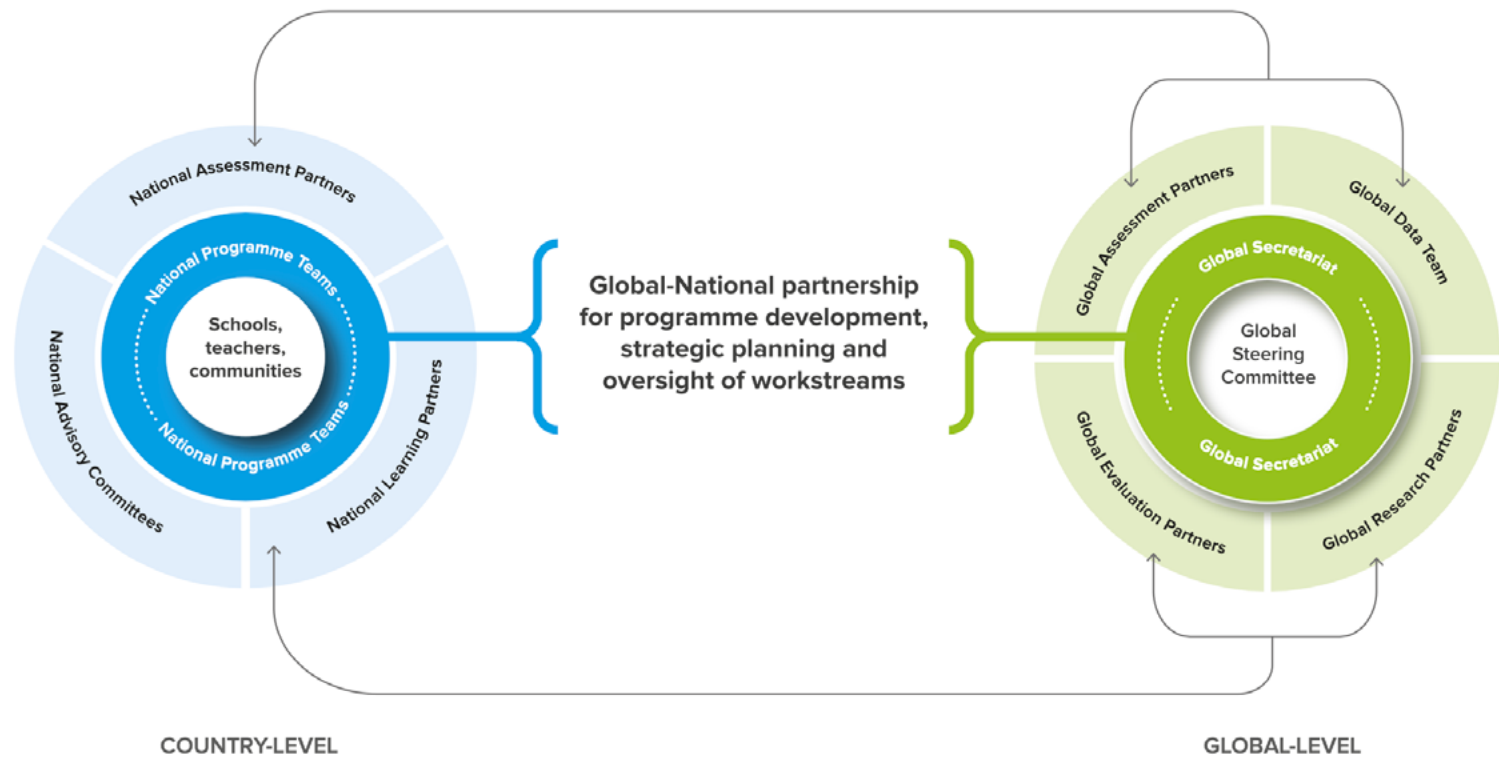 National Assessment Partners
National Programme Teams
Schools,
teachers,
communities
National Programme Teams
National Advisory Committees
National Learning Partners
Global-National partnership
for programme development,
strategic planning and
oversight of workstreams
Global Assessment Partners
Global Data Team
Global Secretariat
Global
Steering
Committee
Global Secretariat
Global Evaluation Partners
Global Research Partners
COUNTRY-LEVEL
GLOBAL-LEVEL